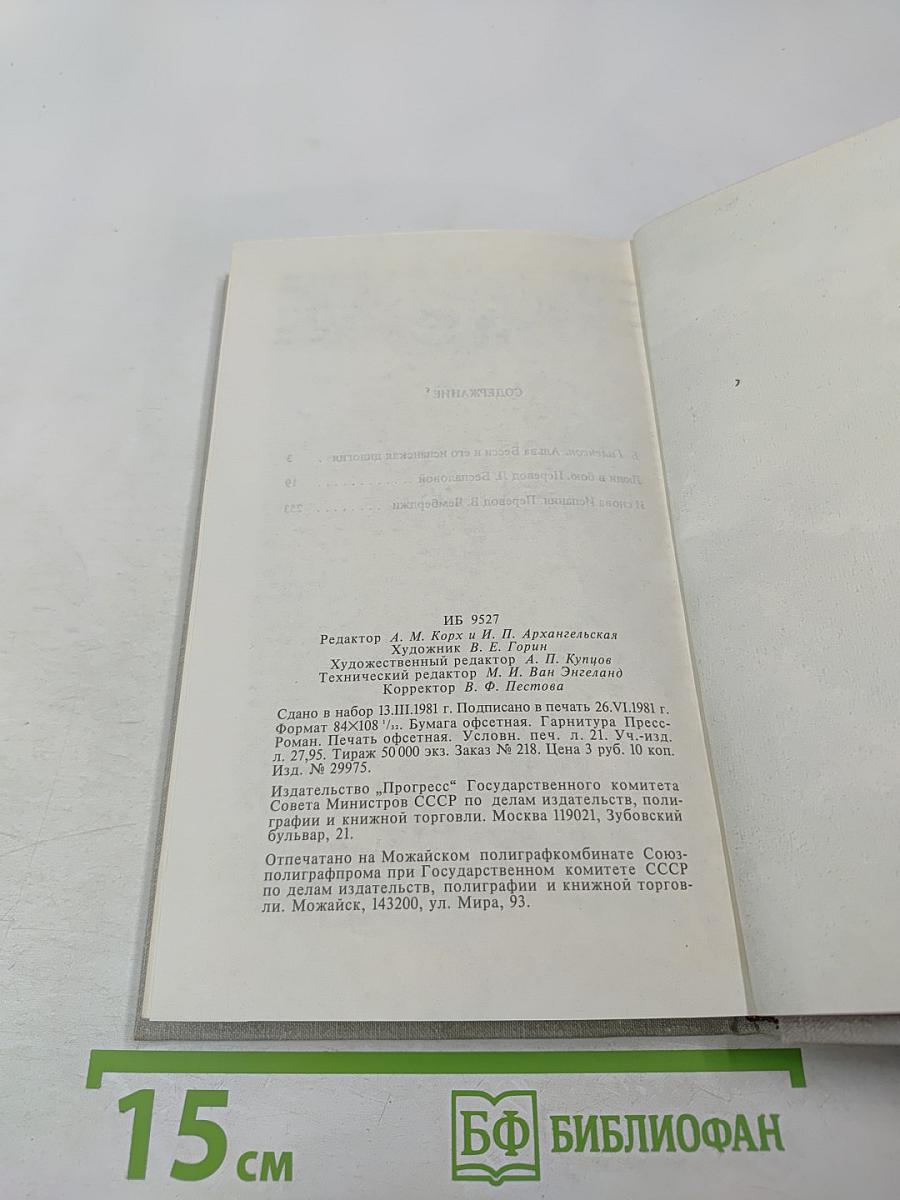 СОДЕРЖАНИЕ
Б. Гиленсон. Альва Бесси и его испанская дилогия . 3
Люди в бою. Перевод Л. Беспаловой . . . . . . . . . . . 19
И снова Испания. Перевод В. Чемберджи . . . . . . . . 253
ИБ 9527
Редактор А. М. Корх и И. П. Архангельская
Художник В. Е. Горин
Художественный редактор А. П. Купцов
Технический редактор М. И. Ван Энгеланд
Корректор В. Ф. Пестова
Сдано в набор 13.III.1981 г. Подписано в печать 26.VI.1981 г.
Формат 84×108 1/32. Бумага офсетная. Гарнитура Пресс-
Роман. Печать офсетная. Условн. печ. л. 21. Уч.-изд.
л. 27,95. Тираж 50 000 экз. Заказ № 218. Цена 3 руб. 10 коп.
Изд. № 29975.
Издательство „Прогресс“ Государственного комитета
Совета Министров СССР по делам издательств, поли-
графии и книжной торговли. Москва 119021, Зубовский
бульвар, 21.
Отпечатано на Можайском полиграфкомбинате Союз-
полиграфпрома при Государственном комитете СССР
по делам издательств, полиграфии и книжной торгов-
ли. Можайск, 143200, ул. Мира, 93.
15 см
БФ БИБЛИОФАН